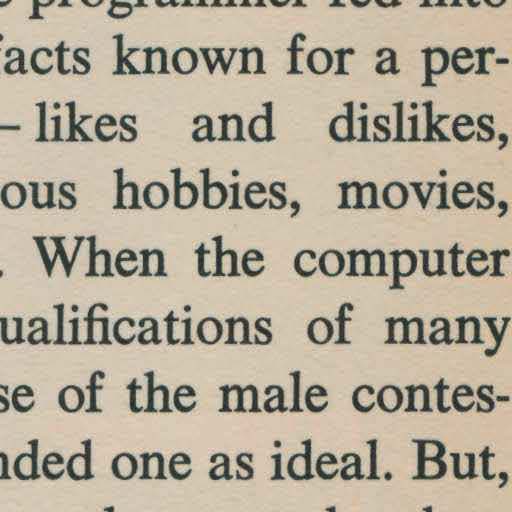 programmer fed into
facts known for a per-
– likes and dislikes,
ous hobbies, movies,
. When the computer
ualifications of many
se of the male contes-
nded one as ideal. But,